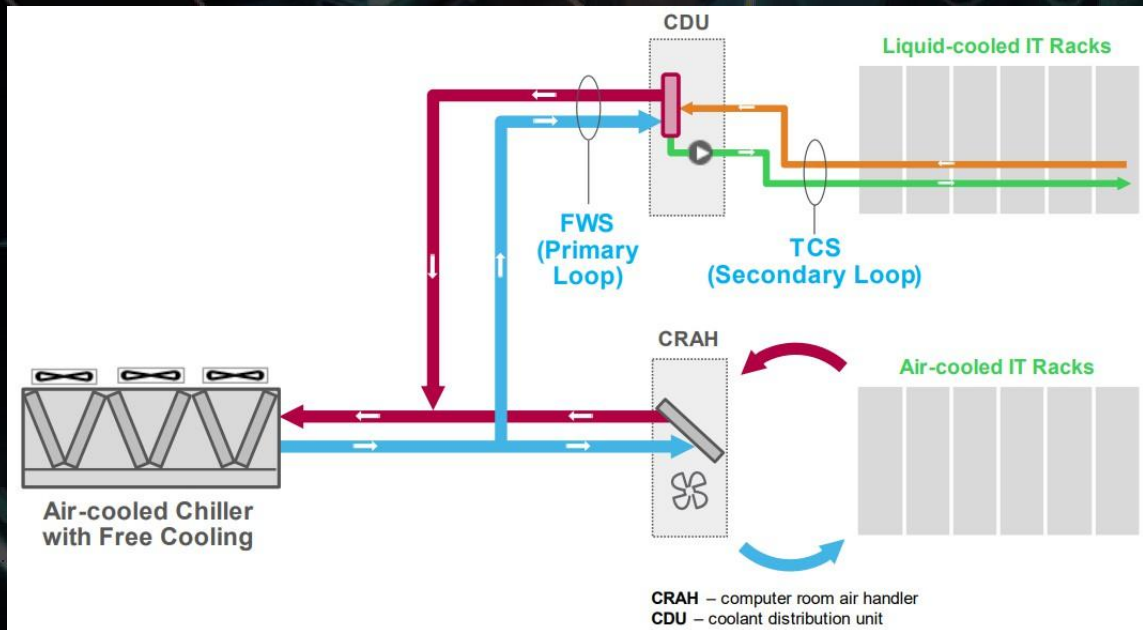 CDU
Liquid-cooled IT Racks
FWS
(Primary
Loop)
TCS
(Secondary Loop)
CRAH
Air-cooled IT Racks
Air-cooled Chiller
with Free Cooling
CRAH – computer room air handler
CDU – coolant distribution unit